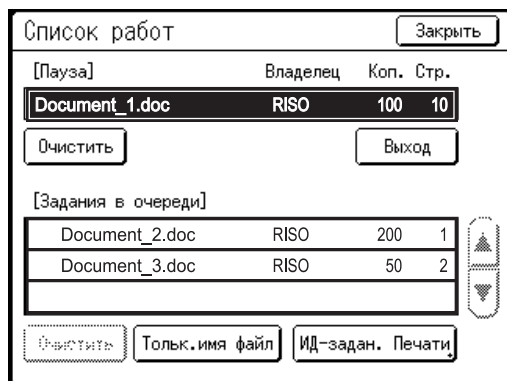 Список работ Закрыть
[Пауза] Владелец Коп. Стр.
Document_1.doc RISO 100 10
Очистить Выход
[Задания в очереди]
Document_2.doc RISO 200 1
Document_3.doc RISO 50 2
Очистить Тольк.имя файл ИД-задан. Печати